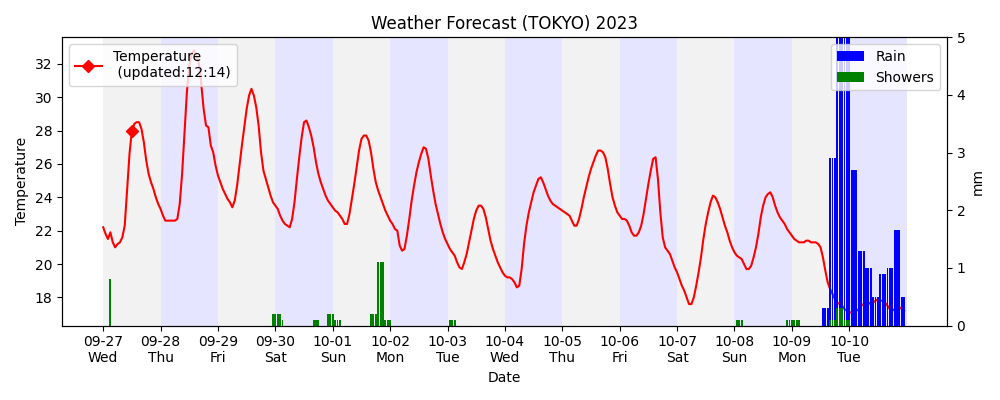 Weather Forecast (TOKYO) 2023
Temperature
(updated:12:14)
Rain
Showers
Temperature
32
30
28
26
24
22
20
18
5
4
3
2
1
0
mm
09-27 09-28 09-29 09-30 10-01 10-02 10-03 10-04 10-05 10-06 10-07 10-08 10-09 10-10
Wed Thu Fri Sat Sun Mon Tue Wed Thu Fri Sat Sun Mon Tue
Date